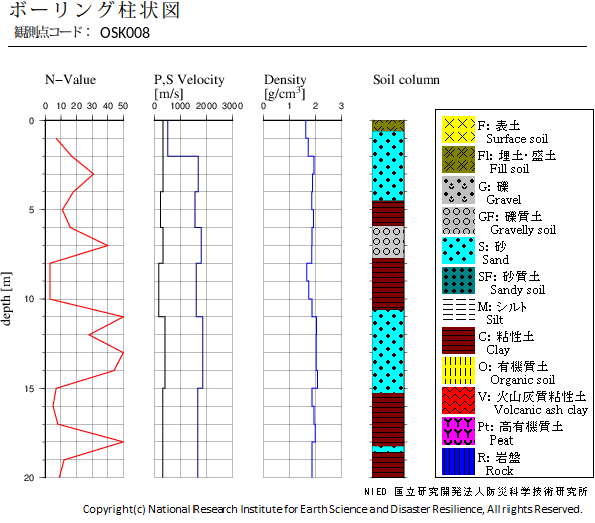 ボーリング柱状図
観測点コード： OSK008
N−Value
P,S Velocity
[m/s]
Density
[g/cm3]
Soil column
0 10 20 30 40 50
0 1000 2000 3000
0 1 2 3
0
5
10
15
20
depth [m]
F: 表土
Surface soil
Fl: 埋土・盛土
Fill soil
G: 礫
Gravel
GF: 礫質土
Gravelly soil
S: 砂
Sand
SF: 砂質土
Sandy soil
M: シルト
Silt
C: 粘性土
Clay
O: 有機質土
Organic soil
V: 火山灰質粘性土
Volcanic ash clay
Pt: 高有機質土
Peat
R: 岩盤
Rock
NIED 国立研究開発法人防災科学技術研究所
Copyright(c) National Research Institute for Earth Science and Disaster Resilience, All rights Reserved.